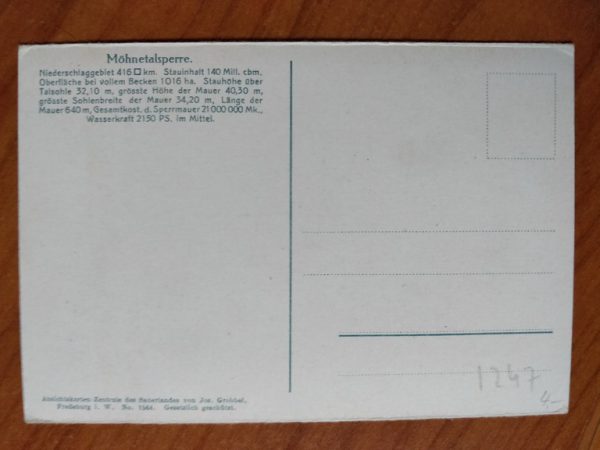 Möhnetalsperre.
Niederschlaggebiet 416 □ km. Stauinhalt 140 Mill. cbm,
Oberfläche bei vollem Becken 1016 ha. Stauhöhe über
Talsohle 32,10 m, grösste Höhe der Mauer 40,30 m,
grösste Sohlenbreite der Mauer 34,20 m, Länge der
Mauer 640 m, Gesamtkost. d. Sperrmauer 21 000 000 Mk.,
Wasserkraft 2150 PS. im Mittel.
1247
4,-
Ansichtskarten-Zentrale des Sauerlandes von Jos. Grobbel,
Fredeburg i. W. No. 1564. Gesetzlich geschützt.